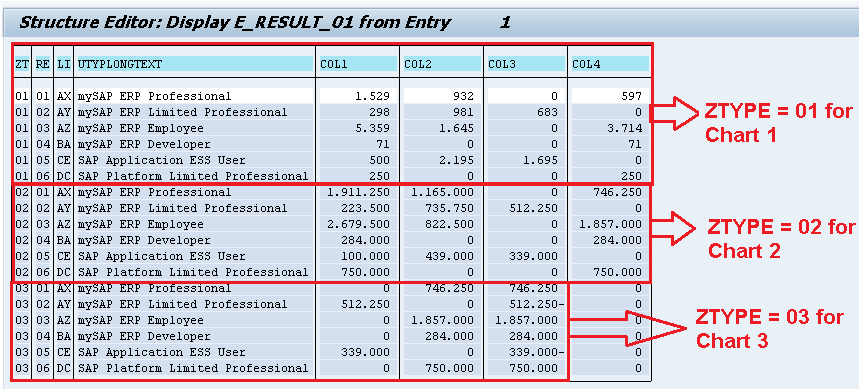 Structure Editor: Display E_RESULT_01 from Entry 1
ZT RE LI UTYPLONGTEXT COL1 COL2 COL3 COL4
01 01 AX mySAP ERP Professional 1.529 932 0 597
01 02 AY mySAP ERP Limited Professional 298 981 683 0
01 03 AZ mySAP ERP Employee 5.359 1.645 0 3.714
01 04 BA mySAP ERP Developer 71 0 0 71
01 05 CE SAP Application ESS User 500 2.195 1.695 0
01 06 DC SAP Platform Limited Professional 250 0 0 250
ZTYPE = 01 for
Chart 1
02 01 AX mySAP ERP Professional 1.911.250 1.165.000 0 746.250
02 02 AY mySAP ERP Limited Professional 223.500 735.750 512.250 0
02 03 AZ mySAP ERP Employee 2.679.500 822.500 0 1.857.000
02 04 BA mySAP ERP Developer 284.000 0 0 284.000
02 05 CE SAP Application ESS User 100.000 439.000 339.000 0
02 06 DC SAP Platform Limited Professional 750.000 0 0 750.000
ZTYPE = 02 for
Chart 2
03 01 AX mySAP ERP Professional 0 746.250 746.250 0
03 02 AY mySAP ERP Limited Professional 512.250 0 512.250- 0
03 03 AZ mySAP ERP Employee 0 1.857.000 1.857.000 0
03 04 BA mySAP ERP Developer 0 284.000 284.000 0
03 05 CE SAP Application ESS User 339.000 0 339.000- 0
03 06 DC SAP Platform Limited Professional 0 750.000 750.000 0
ZTYPE = 03 for
Chart 3